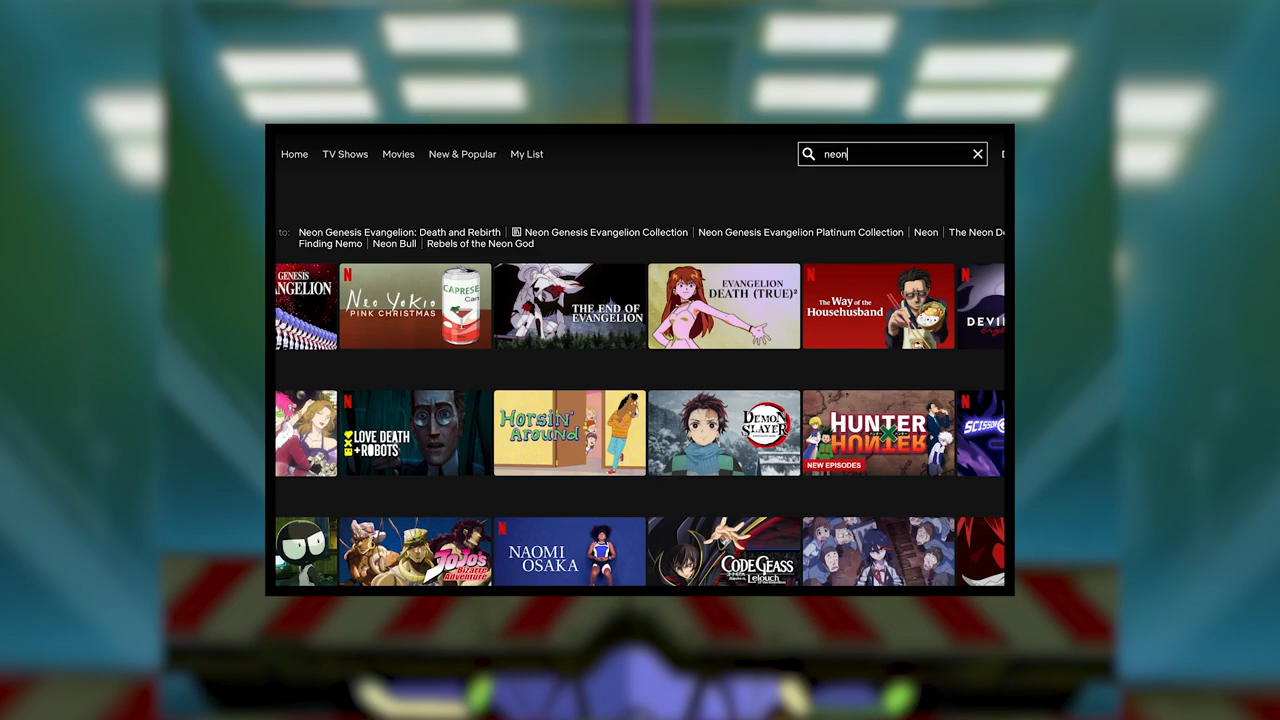 Home TV Shows Movies New & Popular My List neon
to: Neon Genesis Evangelion: Death and Rebirth | Neon Genesis Evangelion Collection | Neon Genesis Evangelion Platinum Collection | Neon | The Neon
Finding Nemo | Neon Bull | Rebels of the Neon God
GENESIS
Neo Yokio
PINK CHRISTMAS
CAPRESE
Can
THE END OF
EVANGELION
EVANGELION
DEATH (TRUE)²
The Way of the
Househusband
LOVE DEATH
+ROBOTS
Horsin'
Around
DEMON
SLAYER
HUNTER
HUNTER
NEW EPISODES
JOJO'S
BIZARRE
ADVENTURE
NAOMI
OSAKA
CODE GEASS
Lelouch